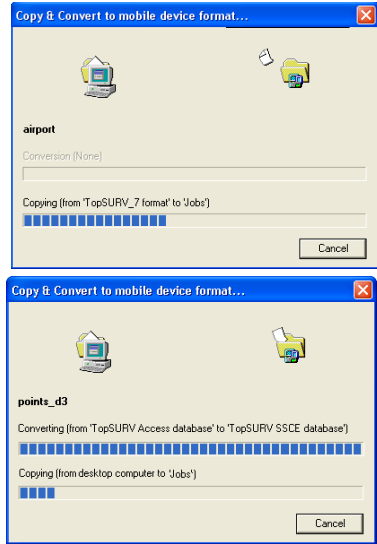 Copy & Convert to mobile device format...
airport
Conversion (None)
Copying (from 'TopSURV_7 format' to 'Jobs')
Cancel
Copy & Convert to mobile device format...
points_d3
Converting (from 'TopSURV Access database' to 'TopSURV SSCE database')
Copying (from desktop computer to 'Jobs')
Cancel